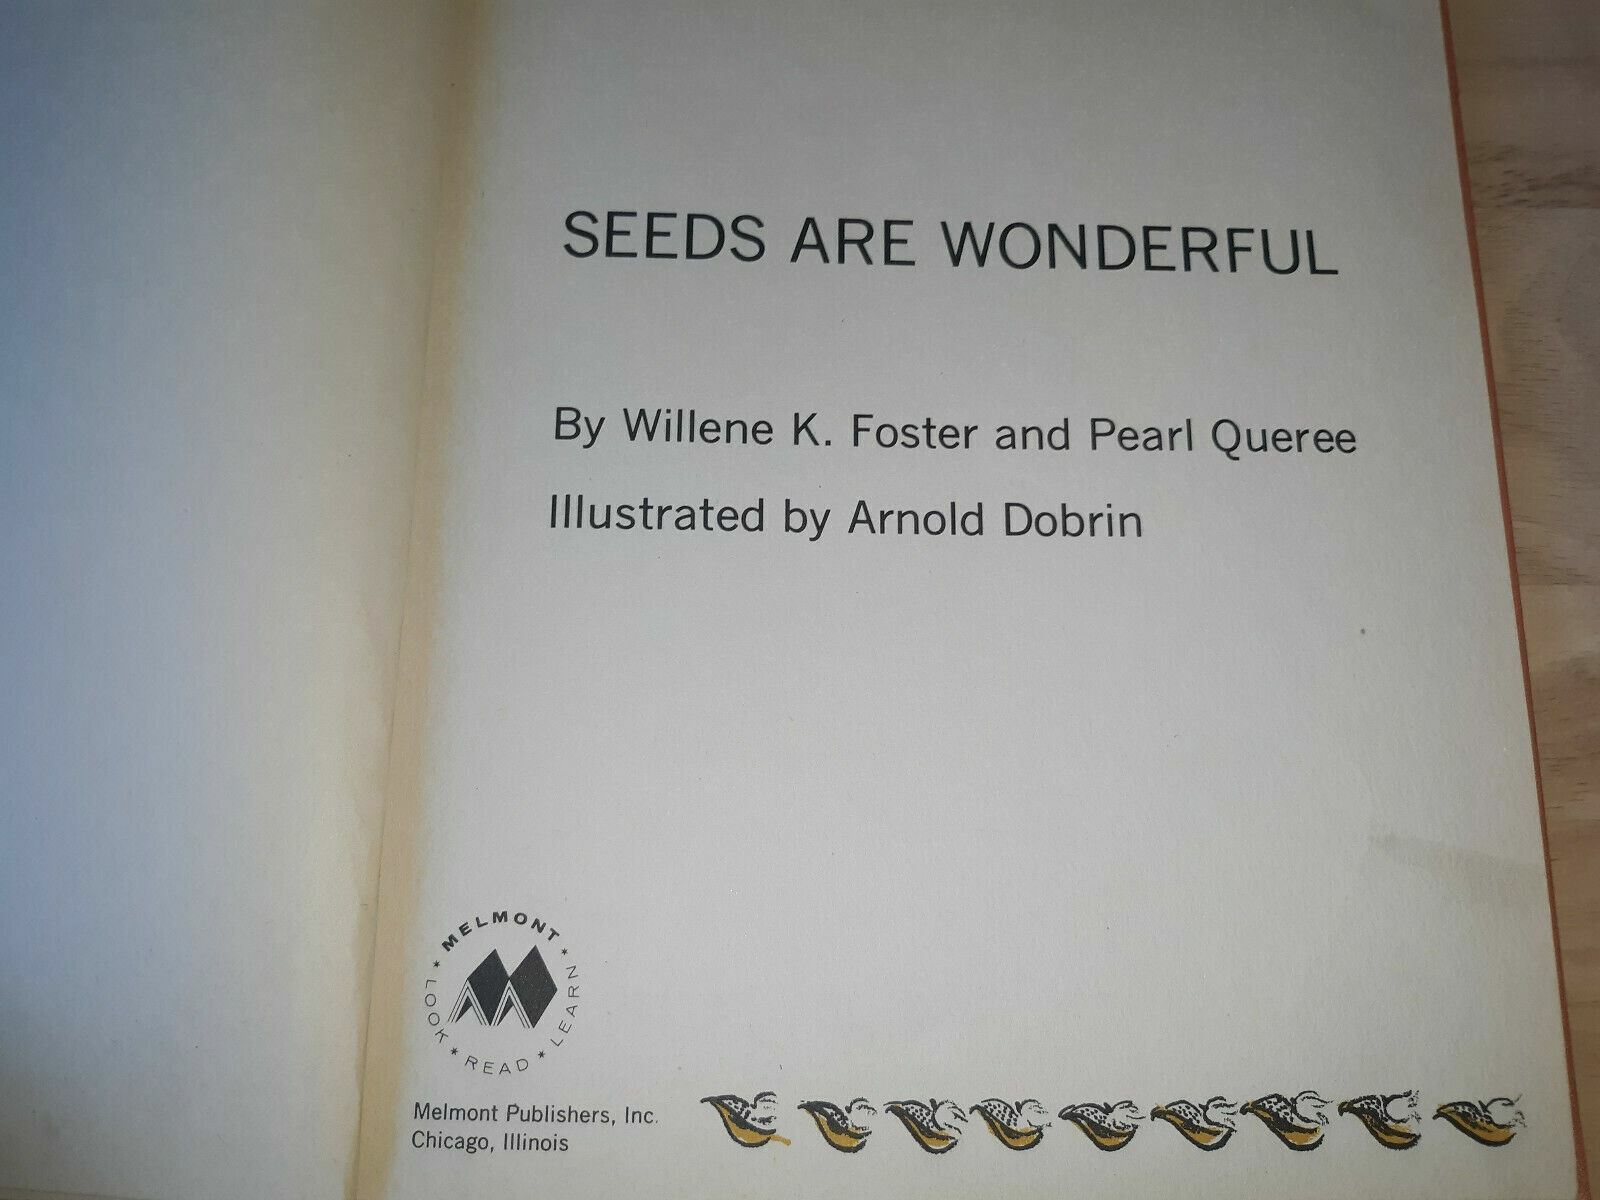 SEEDS ARE WONDERFUL
By Willene K. Foster and Pearl Queree
Illustrated by Arnold Dobrin
MELMONT * LEARN * READ * LOOK *
Melmont Publishers, Inc.
Chicago, Illinois